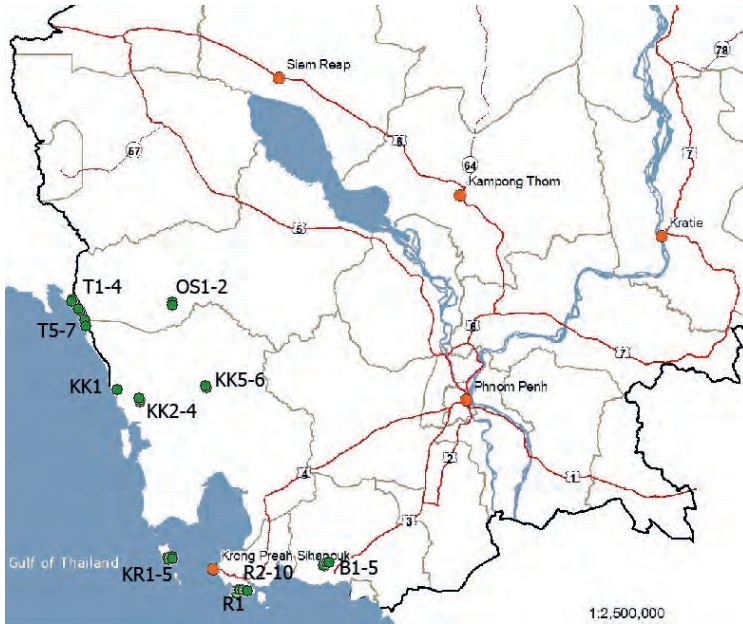 78
Siem Reap
67
6
64
7
Kampong Thom
Kratie
5
T1-4
OS1-2
T5-7
6
7
KK1
KK5-6
KK2-4
Phnom Penh
2
4
1
3
Gulf of Thailand
KR1-5
Krong Preah Sihanouk
R2-10
B1-5
R1
1:2,500,000